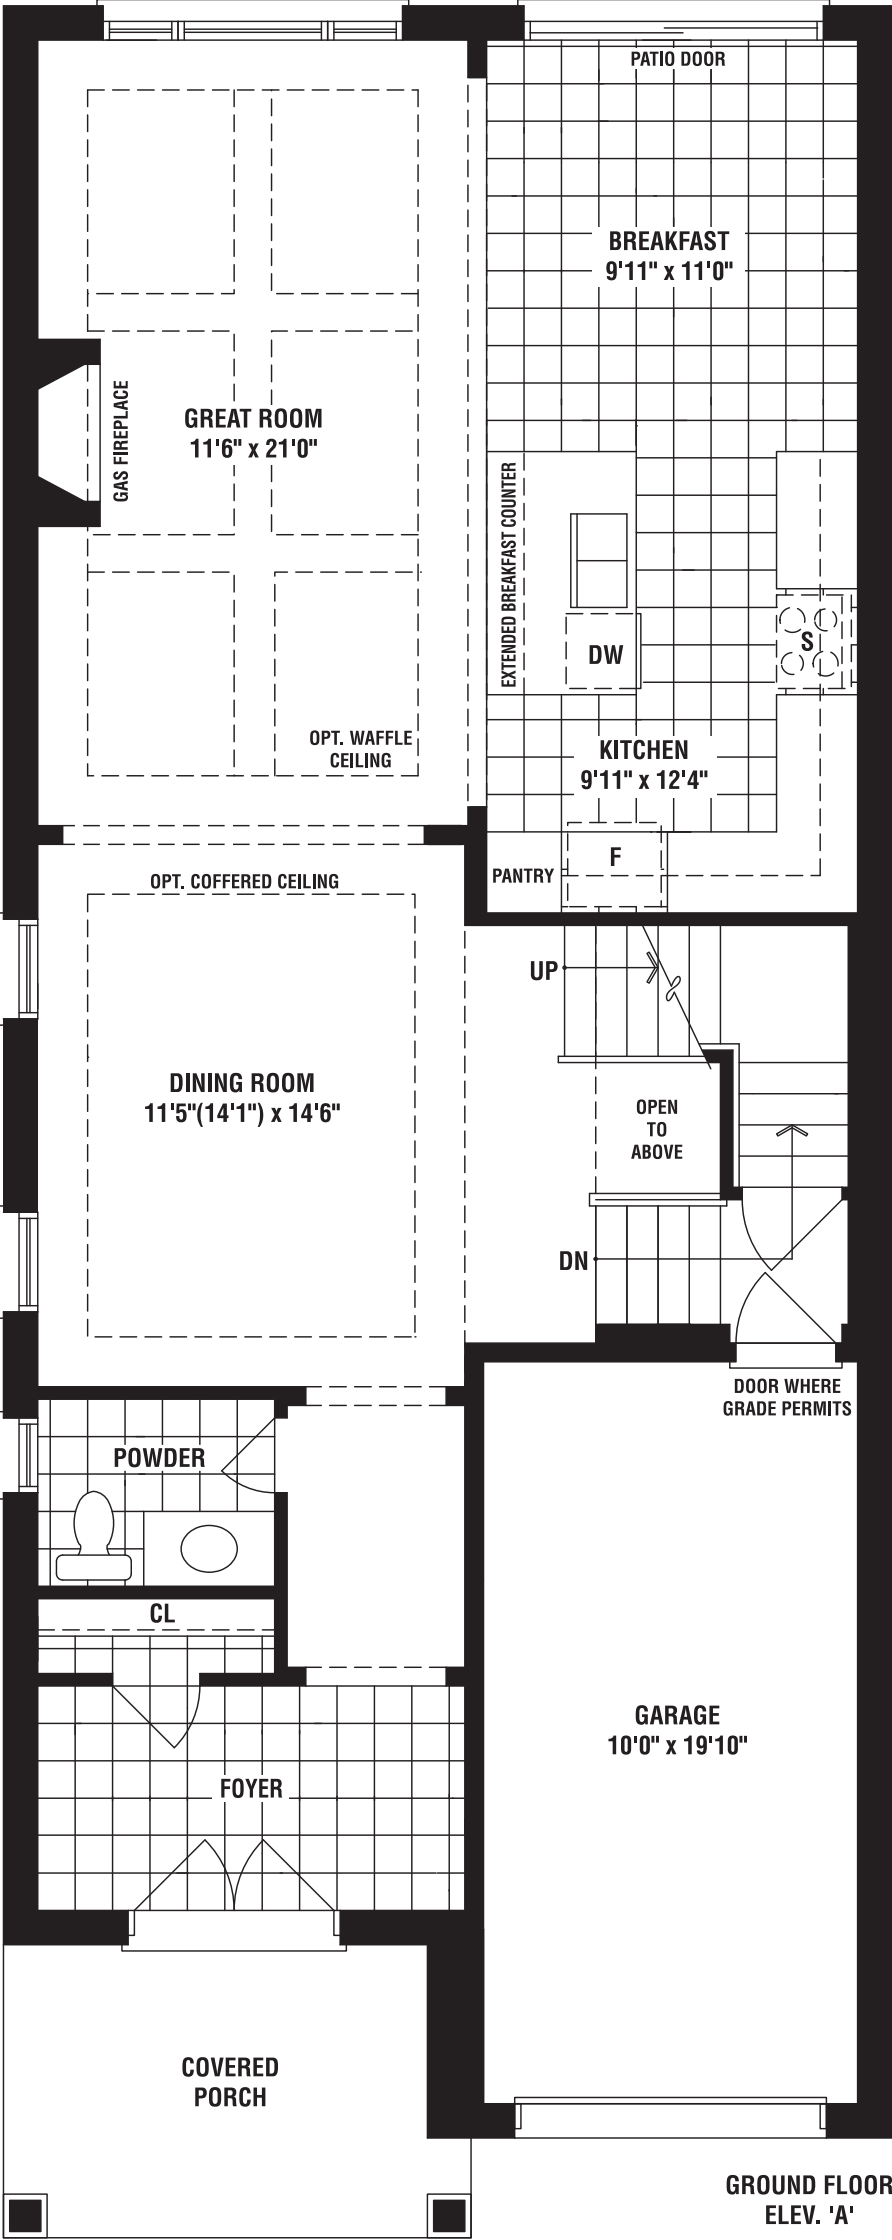 PATIO DOOR
BREAKFAST
9'11" x 11'0"
GREAT ROOM
11'6" x 21'0"
GAS FIREPLACE
EXTENDED BREAKFAST COUNTER
DW
S
OPT. WAFFLE
CEILING
KITCHEN
9'11" x 12'4"
F
PANTRY
OPT. COFFERED CEILING
UP
DINING ROOM
11'5"(14'1") x 14'6"
OPEN
TO
ABOVE
DN
DOOR WHERE
GRADE PERMITS
POWDER
CL
GARAGE
10'0" x 19'10"
FOYER
COVERED
PORCH
GROUND FLOOR
ELEV. 'A'